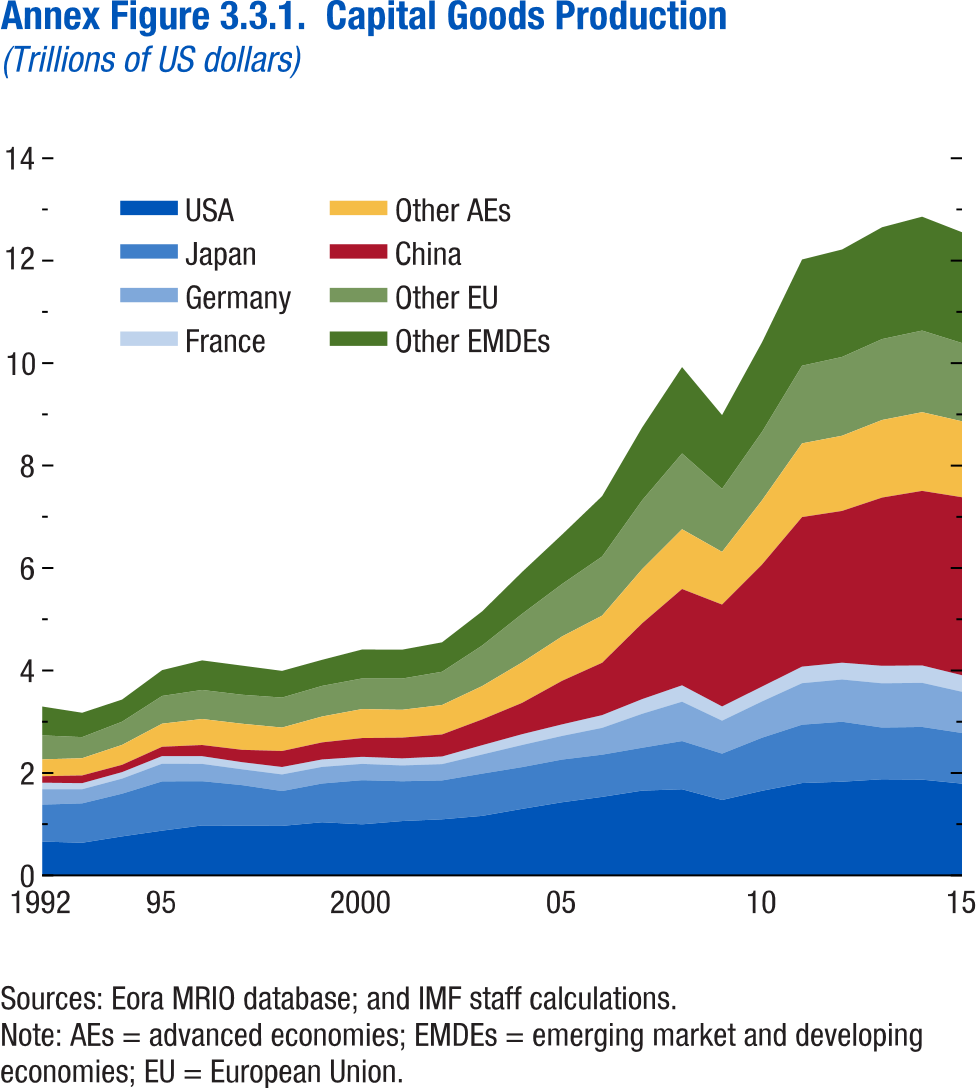 Annex Figure 3.3.1. Capital Goods Production
(Trillions of US dollars)
14
12
10
8
6
4
2
0
USA
Japan
Germany
France
Other AEs
China
Other EU
Other EMDEs
1992 95 2000 05 10 15
Sources: Eora MRIO database; and IMF staff calculations.
Note: AEs = advanced economies; EMDEs = emerging market and developing
economies; EU = European Union.